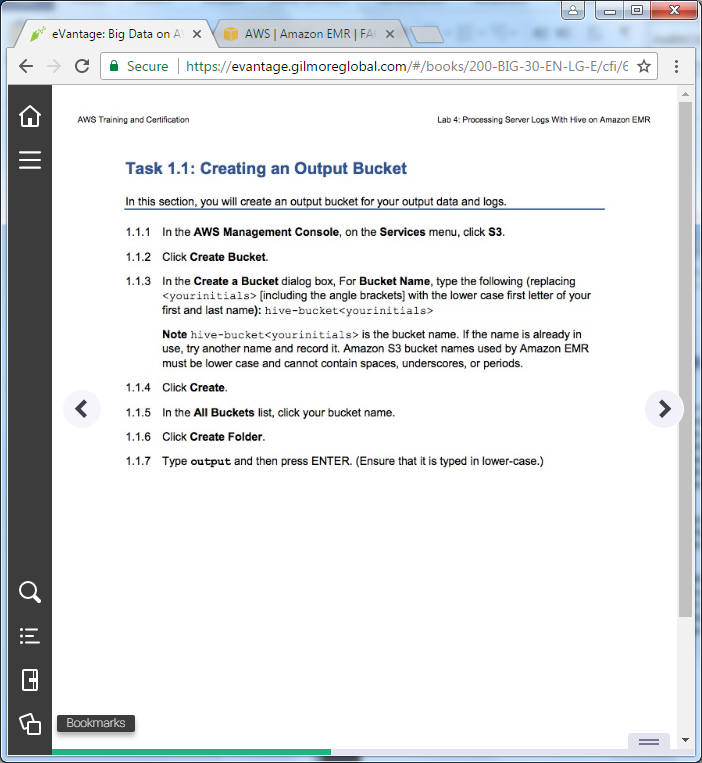 eVantage: Big Data on A
AWS | Amazon EMR | FA
Secure
https://evantage.gilmoreglobal.com/#/books/200-BIG-30-EN-LG-E/cfi/6
AWS Training and Certification
Lab 4: Processing Server Logs With Hive on Amazon EMR
Task 1.1: Creating an Output Bucket
In this section, you will create an output bucket for your output data and logs.
1.1.1 In the AWS Management Console, on the Services menu, click S3.
1.1.2 Click Create Bucket.
1.1.3 In the Create a Bucket dialog box, For Bucket Name, type the following (replacing
<yourinitials> [including the angle brackets] with the lower case first letter of your
first and last name): hive-bucket<yourinitials>
Note hive-bucket<yourinitials> is the bucket name. If the name is already in
use, try another name and record it. Amazon S3 bucket names used by Amazon EMR
must be lower case and cannot contain spaces, underscores, or periods.
1.1.4 Click Create.
1.1.5 In the All Buckets list, click your bucket name.
1.1.6 Click Create Folder.
1.1.7 Type output and then press ENTER. (Ensure that it is typed in lower-case.)
Bookmarks